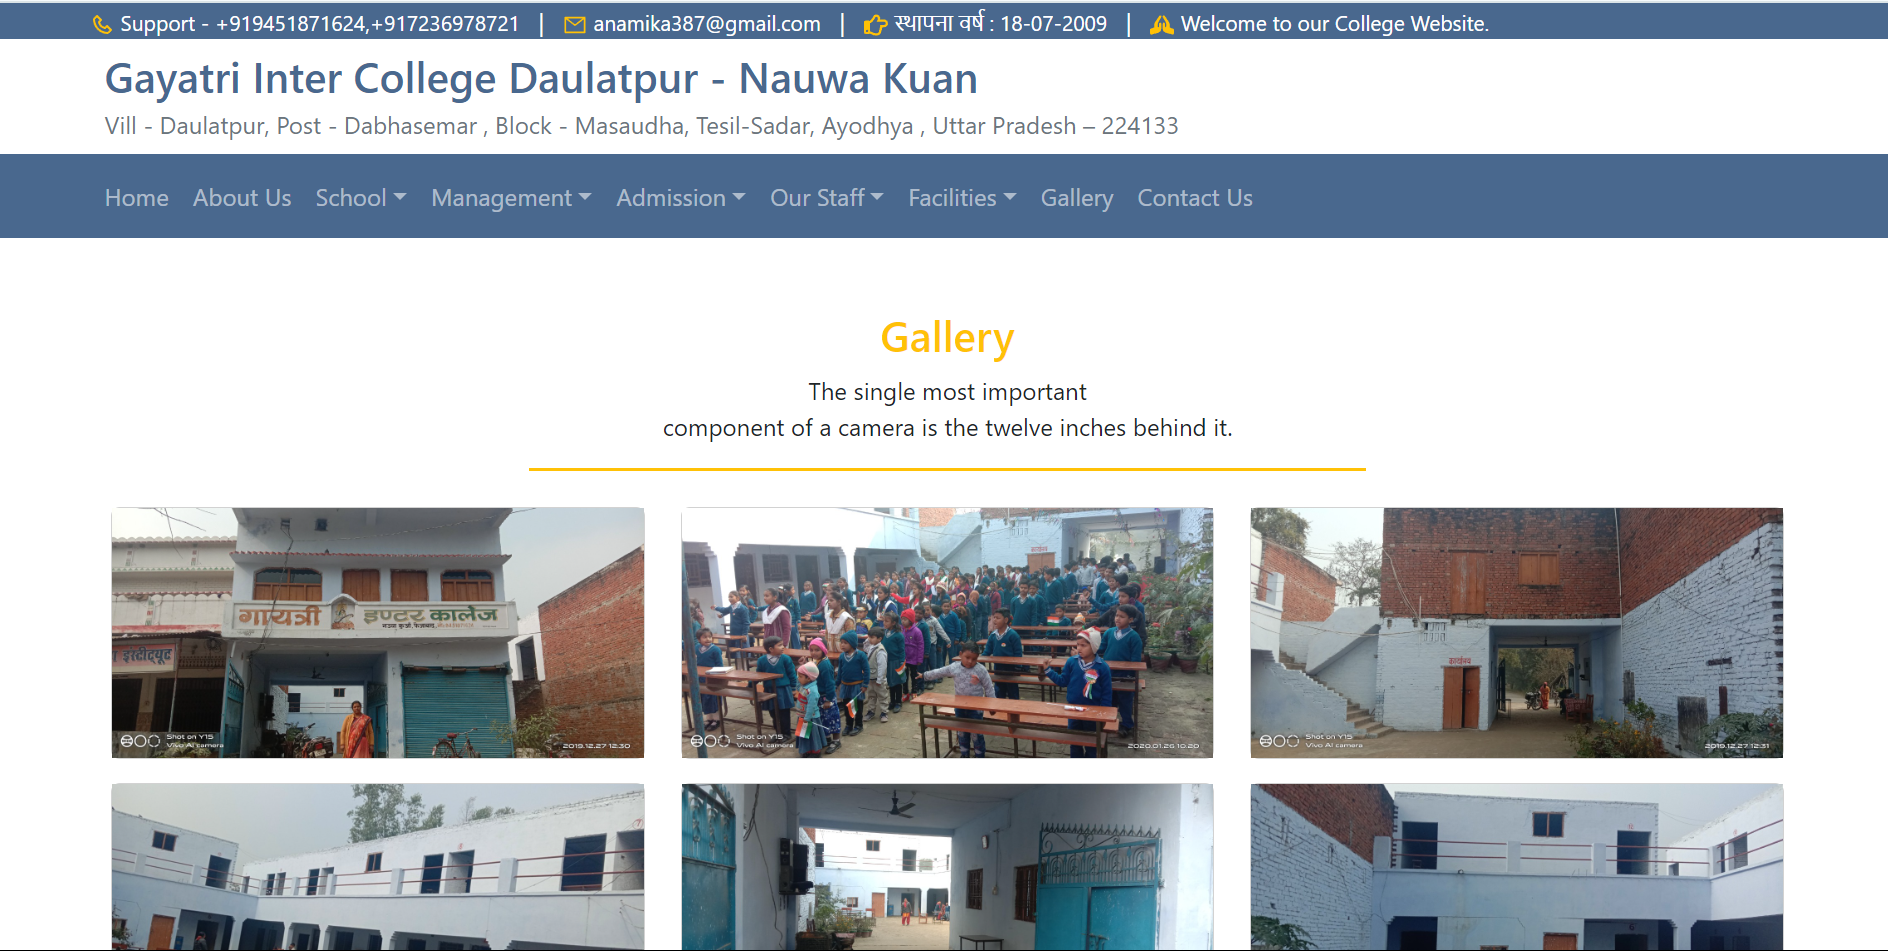 Support - +919451871624,+917236978721 | anamika387@gmail.com | स्थापना वर्ष : 18-07-2009 | Welcome to our College Website.
Gayatri Inter College Daulatpur - Nauwa Kuan
Vill - Daulatpur, Post - Dabhasemar , Block - Masaudha, Tesil-Sadar, Ayodhya , Uttar Pradesh – 224133
Home About Us School Management Admission Our Staff Facilities Gallery Contact Us
Gallery
The single most important
component of a camera is the twelve inches behind it.
गायत्री इण्टर कालेज
इंस्टीट्यूट
Shot on Y15
Vivo AI camera
2019.12.27 12:30
Shot on Y15
Vivo AI camera
2020.01.26 10:20
कार्यालय
Shot on Y15
Vivo AI camera
2019.12.27 12:31